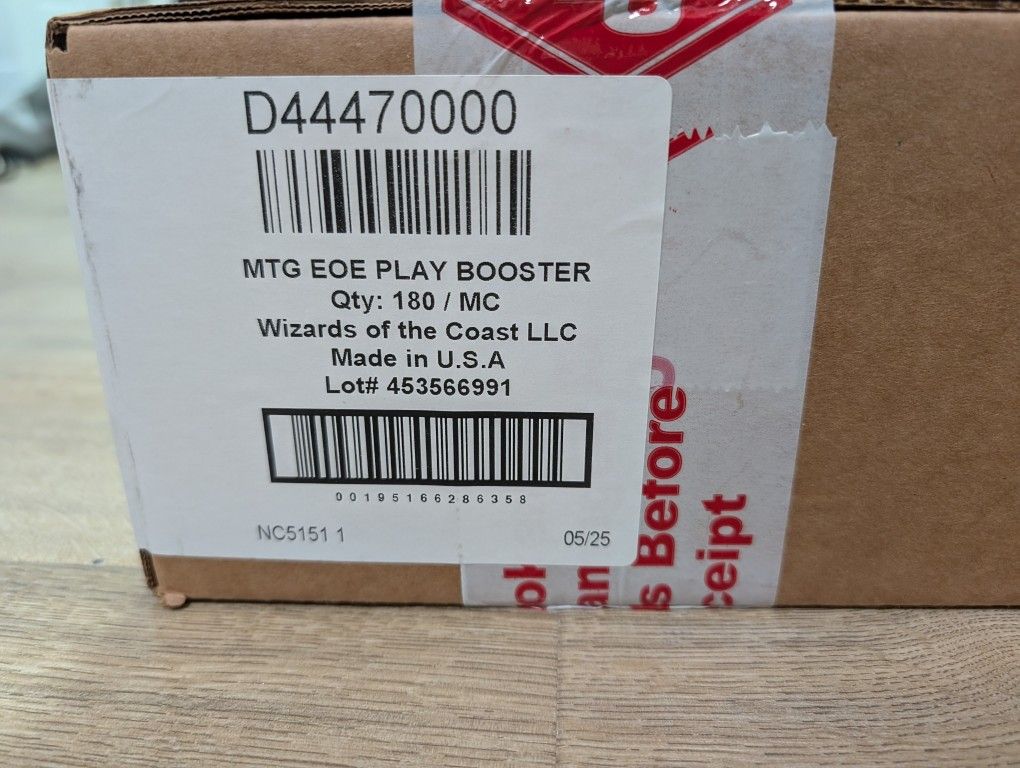 D44470000
MTG EOE PLAY BOOSTER
Qty: 180 / MC
Wizards of the Coast LLC
Made in U.S.A
Lot# 453566991
00195166286358
NC5151 1
05/25
Before